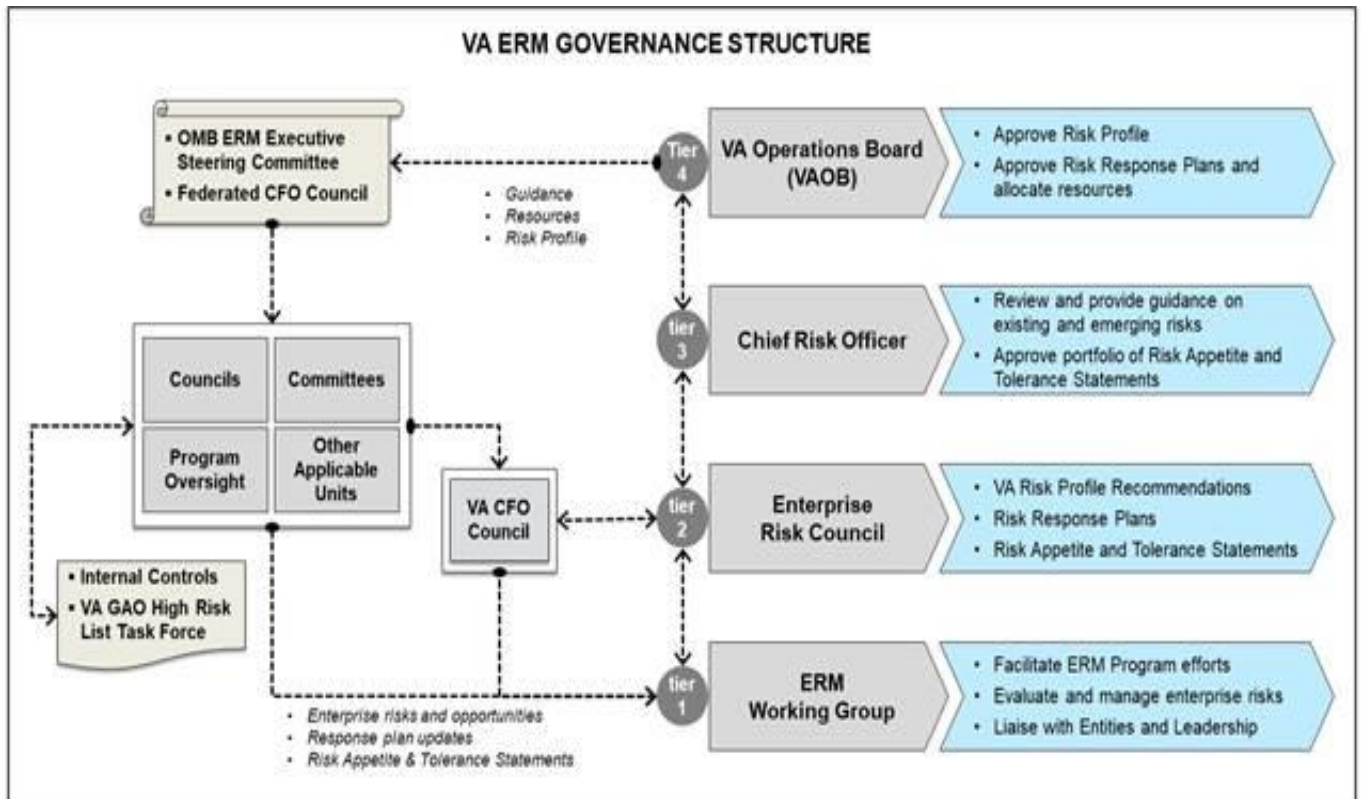 VA ERM GOVERNANCE STRUCTURE
▪ OMB ERM Executive
Steering Committee
▪ Federated CFO Council
• Guidance
• Resources
• Risk Profile
Tier
4
VA Operations Board
(VAOB)
• Approve Risk Profile
• Approve Risk Response Plans and
allocate resources
tier
3
Chief Risk Officer
• Review and provide guidance on
existing and emerging risks
• Approve portfolio of Risk Appetite and
Tolerance Statements
Councils
Committees
Program
Oversight
Other
Applicable
Units
VA CFO
Council
tier
2
Enterprise
Risk Council
• VA Risk Profile Recommendations
• Risk Response Plans
• Risk Appetite and Tolerance Statements
▪ Internal Controls
▪ VA GAO High Risk
List Task Force
tier
1
ERM
Working Group
• Facilitate ERM Program efforts
• Evaluate and manage enterprise risks
• Liaise with Entities and Leadership
• Enterprise risks and opportunities
• Response plan updates
• Risk Appetite & Tolerance Statements